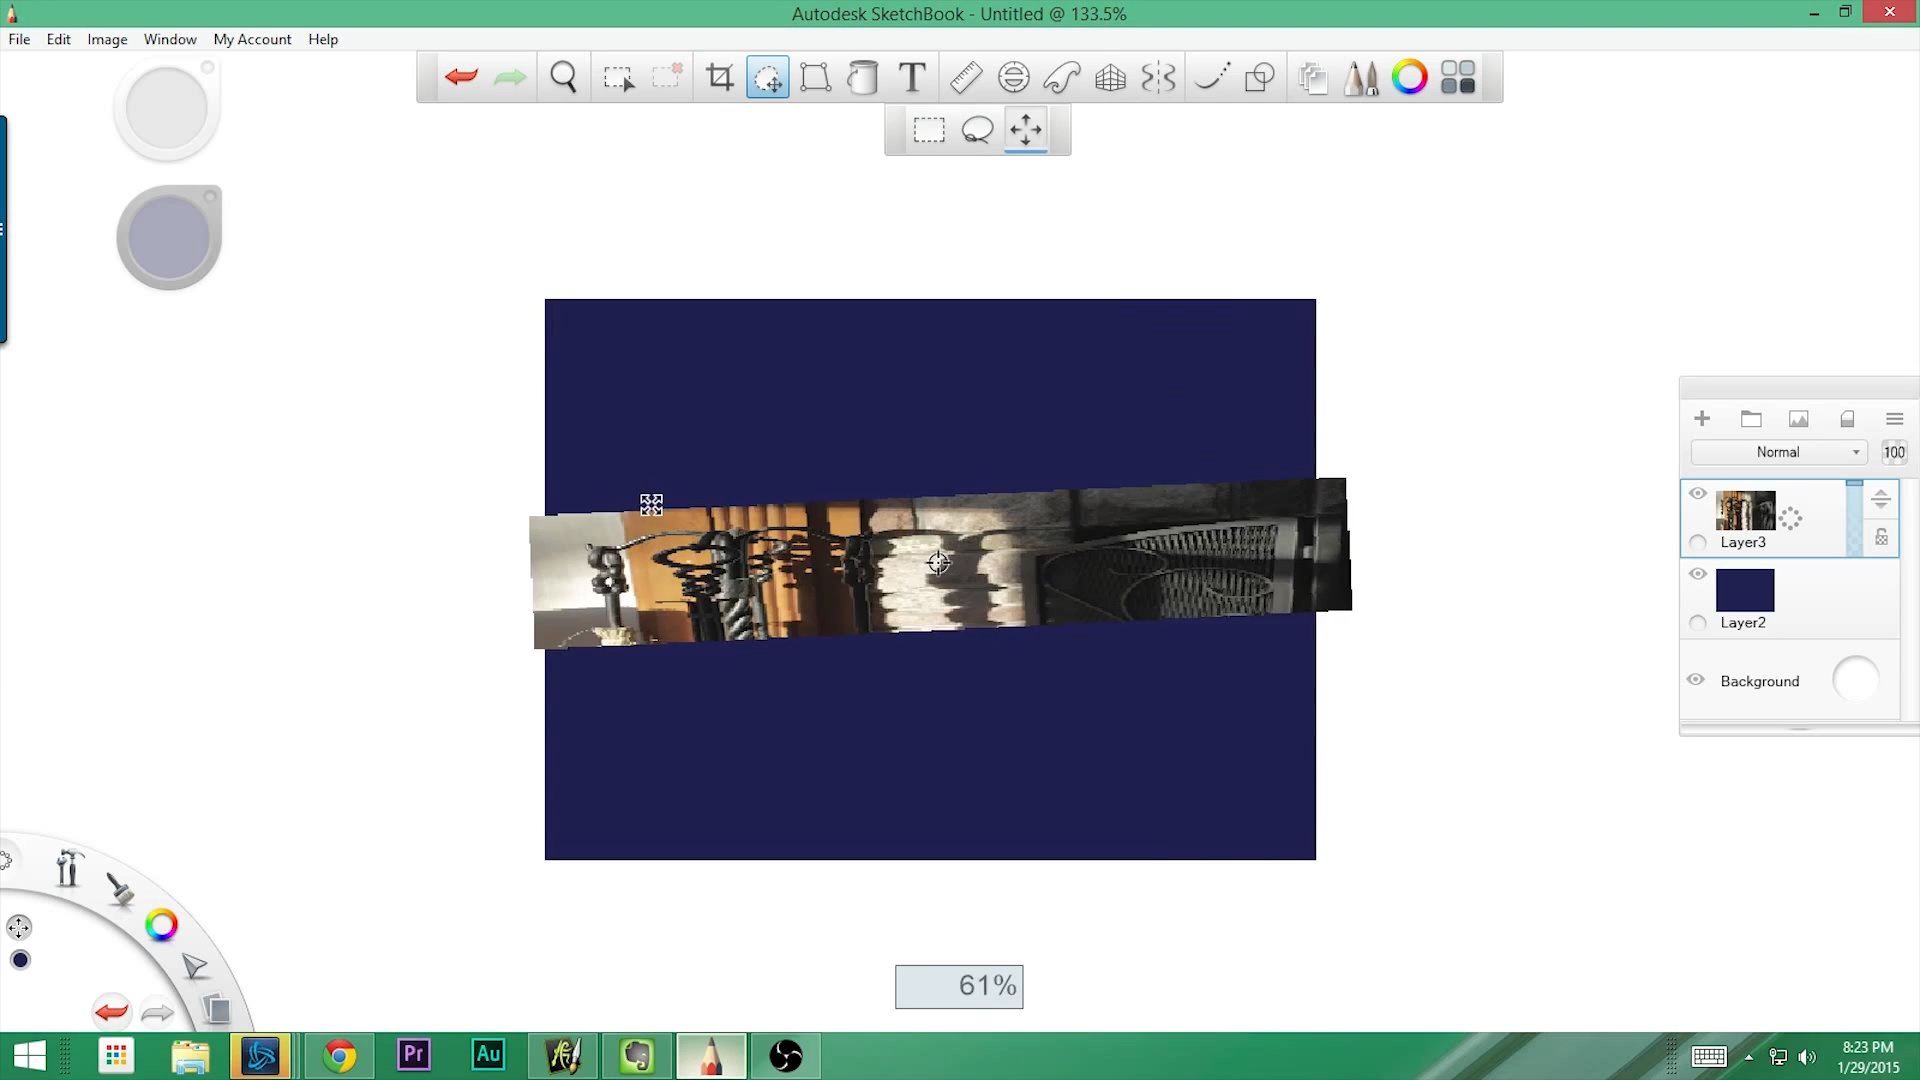 Autodesk SketchBook - Untitled @ 133.5%
File Edit Image Window My Account Help
T
Normal 100
Layer3
Layer2
Background
61%
Pr Au
8:23 PM
1/29/2015